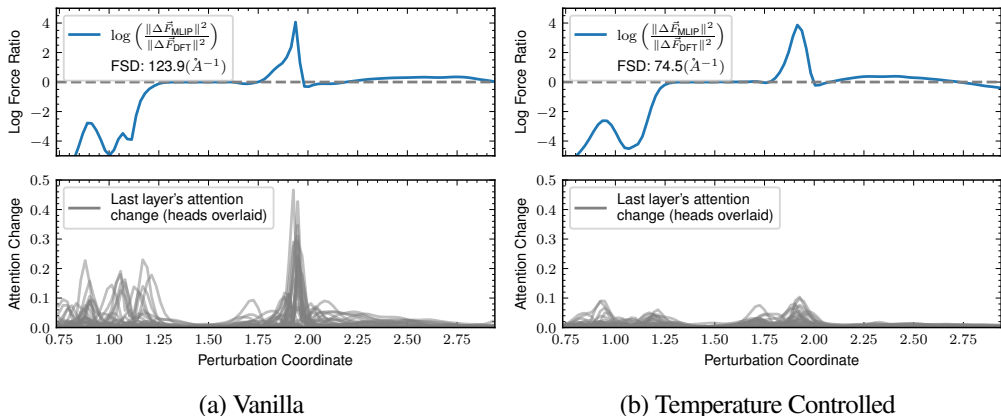 4
2
0
−2
−4
Log Force Ratio
log (‖ΔF⃗_MLIP‖² / ‖ΔF⃗_DFT‖²)
FSD: 123.9(Å⁻¹)
0.5
0.4
0.3
0.2
0.1
0.0
Attention Change
Last layer's attention
change (heads overlaid)
0.75 1.00 1.25 1.50 1.75 2.00 2.25 2.50 2.75
Perturbation Coordinate
(a) Vanilla
4
2
0
−2
−4
Log Force Ratio
log (‖ΔF⃗_MLIP‖² / ‖ΔF⃗_DFT‖²)
FSD: 74.5(Å⁻¹)
0.5
0.4
0.3
0.2
0.1
0.0
Attention Change
Last layer's attention
change (heads overlaid)
0.75 1.00 1.25 1.50 1.75 2.00 2.25 2.50 2.75
Perturbation Coordinate
(b) Temperature Controlled